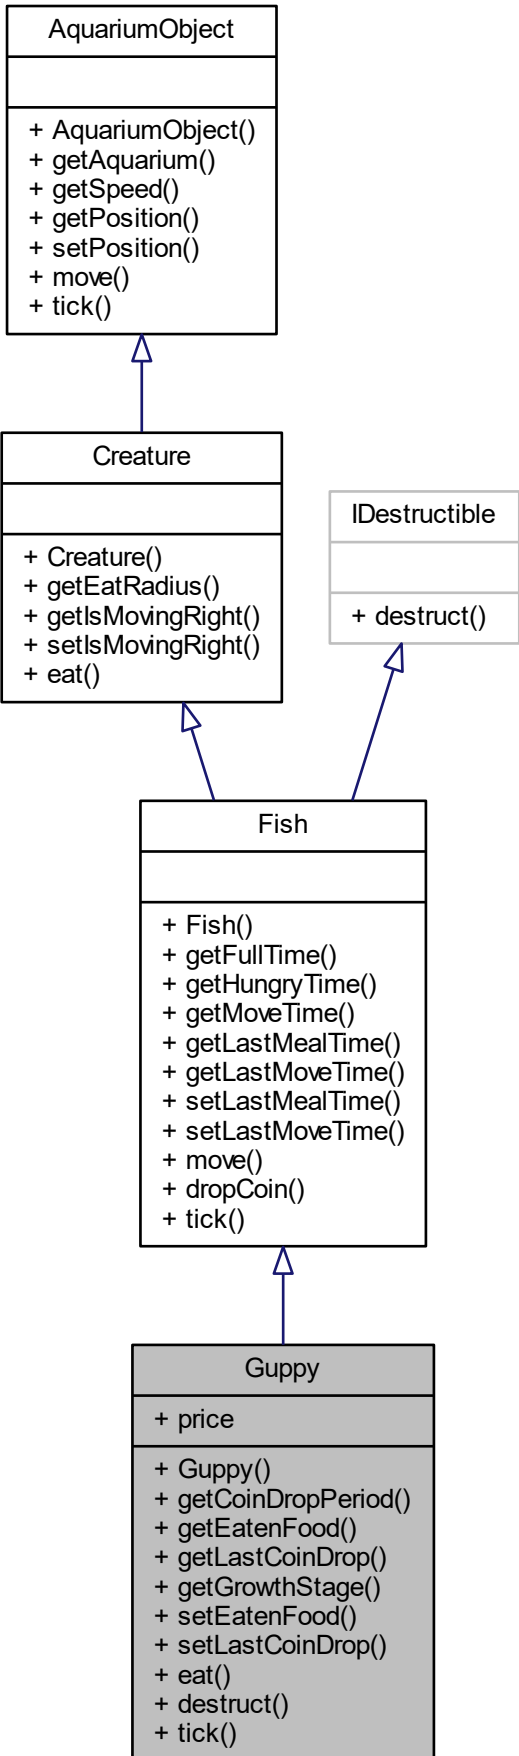 AquariumObject
+ AquariumObject()
+ getAquarium()
+ getSpeed()
+ getPosition()
+ setPosition()
+ move()
+ tick()
Creature
+ Creature()
+ getEatRadius()
+ getIsMovingRight()
+ setIsMovingRight()
+ eat()
IDestructible
+ destruct()
Fish
+ Fish()
+ getFullTime()
+ getHungryTime()
+ getMoveTime()
+ getLastMealTime()
+ getLastMoveTime()
+ setLastMealTime()
+ setLastMoveTime()
+ move()
+ dropCoin()
+ tick()
Guppy
+ price
+ Guppy()
+ getCoinDropPeriod()
+ getEatenFood()
+ getLastCoinDrop()
+ getGrowthStage()
+ setEatenFood()
+ setLastCoinDrop()
+ eat()
+ destruct()
+ tick()